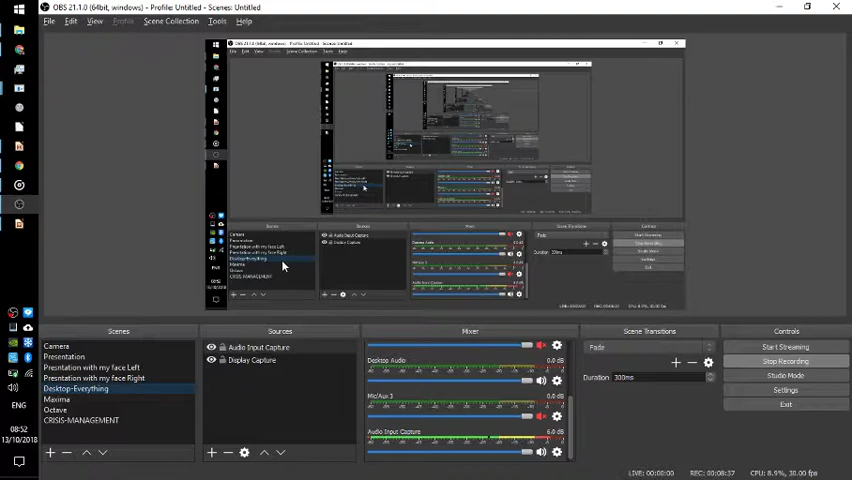 OBS 21.1.0 (64bit, windows) - Profile: Untitled - Scenes: Untitled
File Edit View Profile Scene Collection Tools Help
Scenes
Camera
Presentation
Presentation with my face Left
Presntation with my face Right
Desktop-Everything
Maxima
Octave
CRISIS-MANAGEMENT
Sources
Audio Input Capture
Display Capture
Mixer
Desktop Audio 0.0 dB
Mic/Aux 3 0.0 dB
Audio Input Capture 6.0 dB
Scene Transitions
Fade
Duration 300ms
Controls
Start Streaming
Stop Recording
Studio Mode
Settings
Exit
ENG
08:52
13/10/2018
LIVE: 00:00:00 REC: 00:08:37 CPU: 8.9%, 30.00 fps